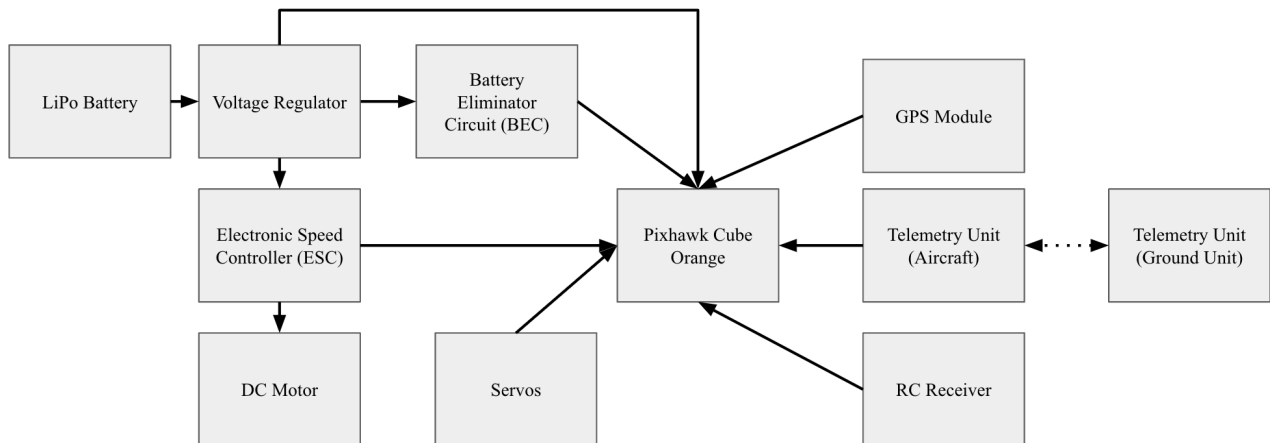 LiPo Battery
Voltage Regulator
Battery
Eliminator
Circuit (BEC)
GPS Module
Electronic Speed
Controller (ESC)
Pixhawk Cube
Orange
Telemetry Unit
(Aircraft)
Telemetry Unit
(Ground Unit)
DC Motor
Servos
RC Receiver